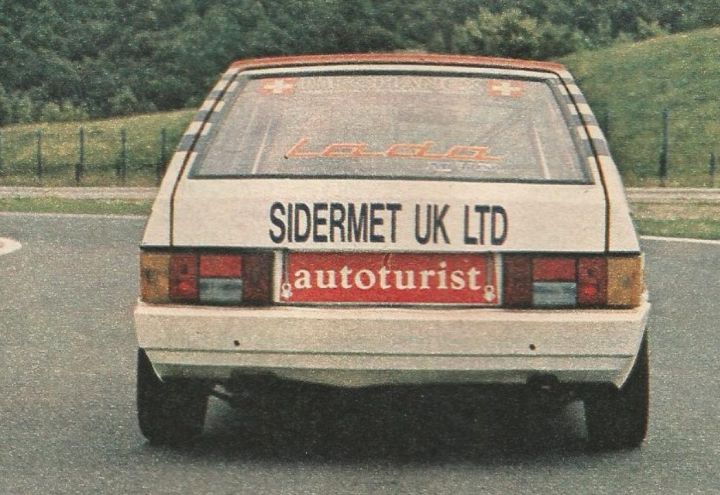 Lada
SIDERMET UK LTD
autoturist